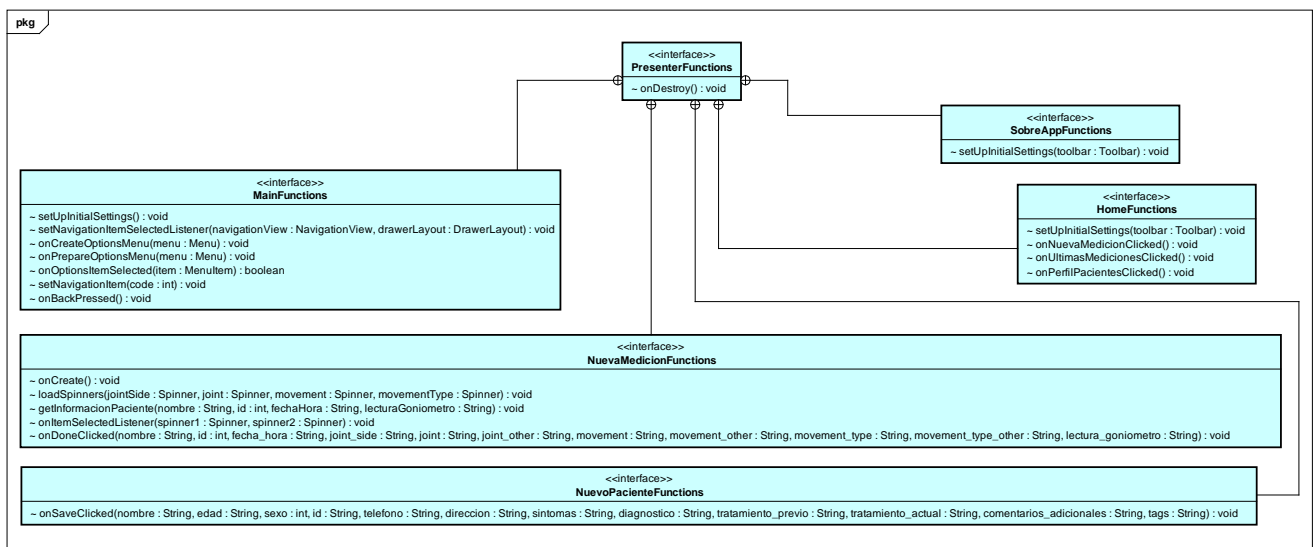 pkg
<<interface>>
PresenterFunctions
~ onDestroy() : void
<<interface>>
SobreAppFunctions
~ setUpInitialSettings(toolbar : Toolbar) : void
<<interface>>
MainFunctions
~ setUpInitialSettings() : void
~ setNavigationItemSelectedListener(navigationView : NavigationView, drawerLayout : DrawerLayout) : void
~ onCreateOptionsMenu(menu : Menu) : void
~ onPrepareOptionsMenu(menu : Menu) : void
~ onOptionsItemSelected(item : MenuItem) : boolean
~ setNavigationItem(code : int) : void
~ onBackPressed() : void
<<interface>>
HomeFunctions
~ setUpInitialSettings(toolbar : Toolbar) : void
~ onNuevaMedicionClicked() : void
~ onUltimasMedicionesClicked() : void
~ onPerfilPacientesClicked() : void
<<interface>>
NuevaMedicionFunctions
~ onCreate() : void
~ loadSpinners(jointSide : Spinner, joint : Spinner, movement : Spinner, movementType : Spinner) : void
~ getInformacionPaciente(nombre : String, id : int, fechaHora : String, lecturaGoniometro : String) : void
~ onItemSelectedListener(spinner1 : Spinner, spinner2 : Spinner) : void
~ onDoneClicked(nombre : String, id : int, fecha_hora : String, joint_side : String, joint : String, joint_other : String, movement : String, movement_other : String, movement_type : String, movement_type_other : String, lectura_goniometro : String) : void
<<interface>>
NuevoPacienteFunctions
~ onSaveClicked(nombre : String, edad : String, sexo : int, id : String, telefono : String, direccion : String, sintomas : String, diagnostico : String, tratamiento_previo : String, tratamiento_actual : String, comentarios_adicionales : String, tags : String) : void